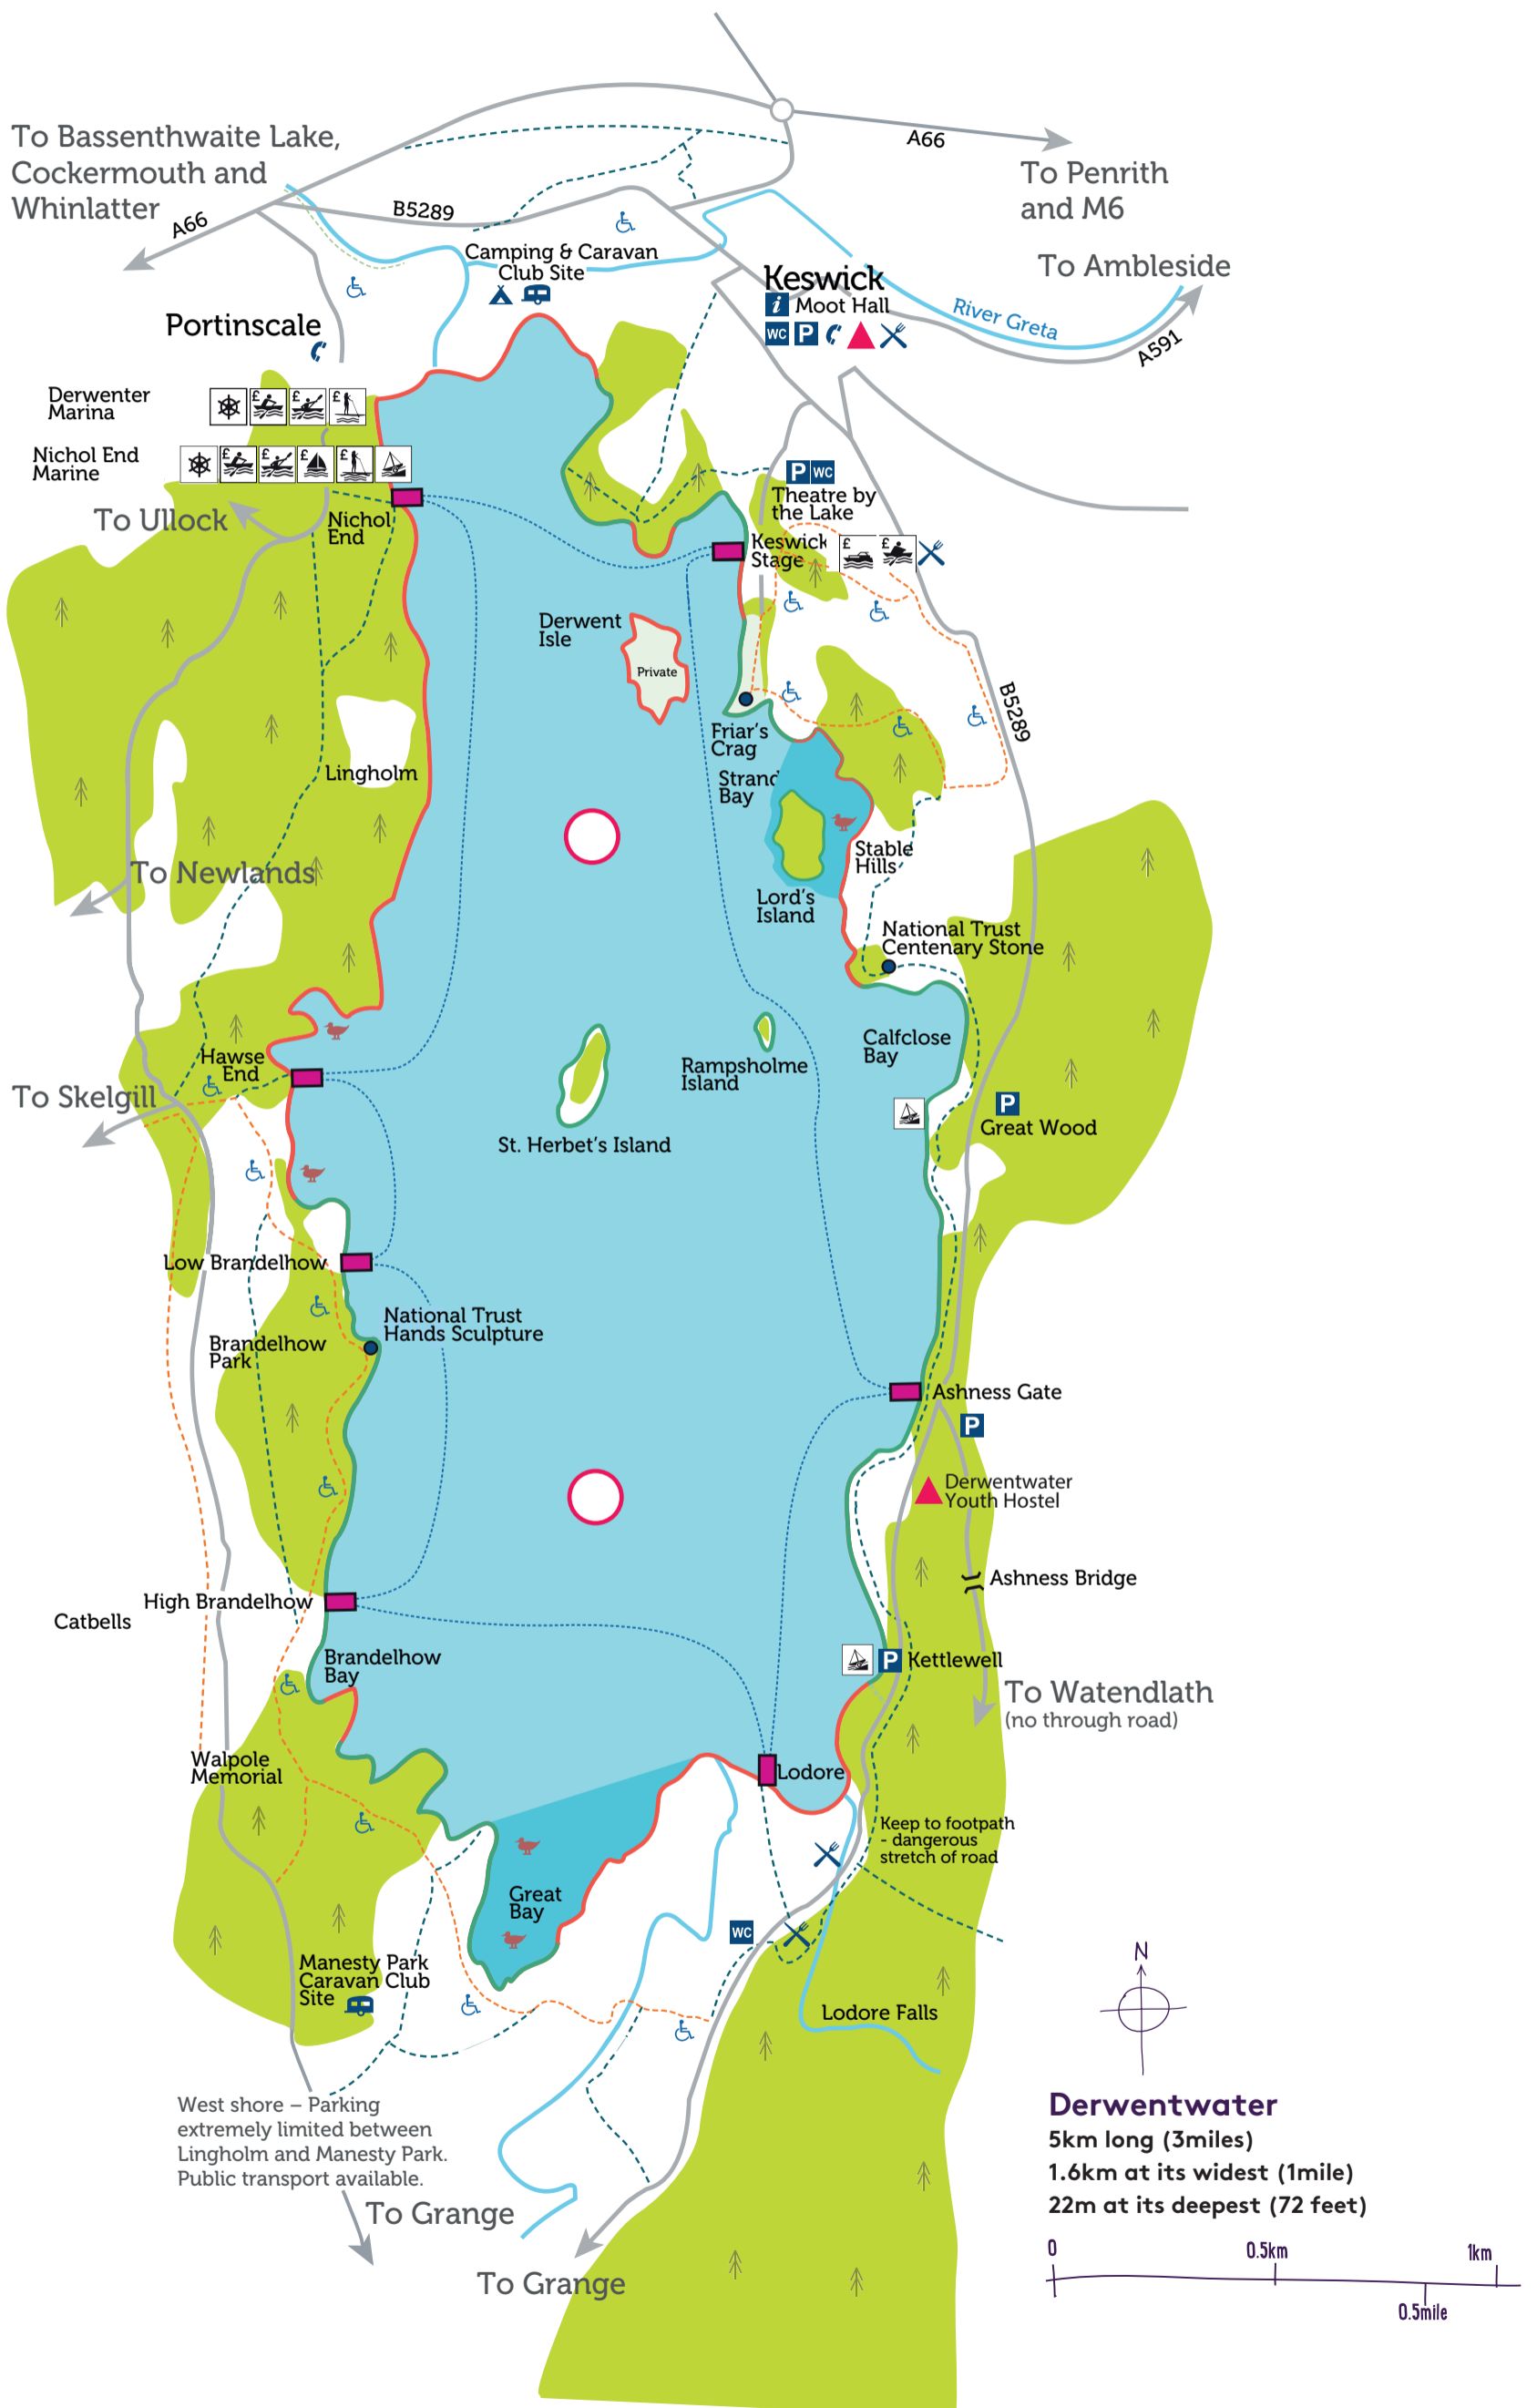 To Bassenthwaite Lake,
Cockermouth and
Whinlatter
A66
B5289
A66
To Penrith
and M6
To Ambleside
River Greta
A591
Camping & Caravan
Club Site
Keswick
i Moot Hall
WC P
Portinscale
Derwenter
Marina
£ £ £
Nichol End
Marine
£ £ £ £
To Ullock
Nichol
End
P WC
Theatre by
the Lake
Keswick
Stage
£ £
Derwent
Isle
Private
B5289
Friar's
Crag
Strand
Bay
Lingholm
Stable
Hills
To Newlands
Lord's
Island
National Trust
Centenary Stone
Calfclose
Bay
Hawse
End
Rampsholme
Island
To Skelgill
P
Great Wood
St. Herbet's Island
Low Brandelhow
National Trust
Hands Sculpture
Brandelhow
Park
Ashness Gate
P
Derwentwater
Youth Hostel
Ashness Bridge
High Brandelhow
Catbells
Brandelhow
Bay
P Kettlewell
To Watendlath
(no through road)
Walpole
Memorial
Lodore
Keep to footpath
- dangerous
stretch of road
Great
Bay
WC
Manesty Park
Caravan Club
Site
Lodore Falls
N
West shore – Parking
extremely limited between
Lingholm and Manesty Park.
Public transport available.
To Grange
To Grange
Derwentwater
5km long (3miles)
1.6km at its widest (1mile)
22m at its deepest (72 feet)
0 0.5km 1km
0.5mile